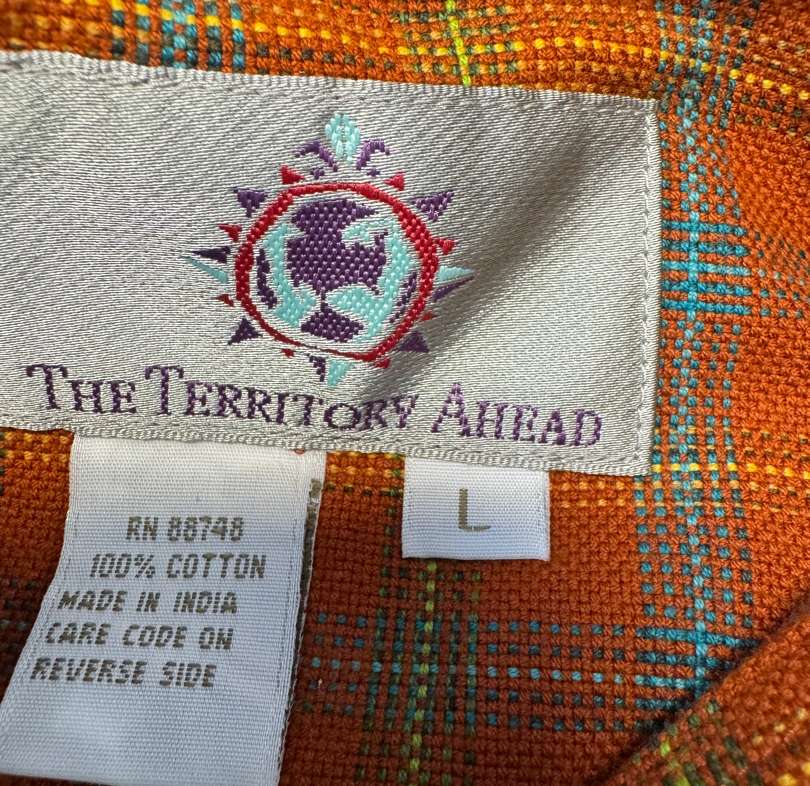 THE TERRITORY AHEAD
L
RN 88748
100% COTTON
MADE IN INDIA
CARE CODE ON
REVERSE SIDE